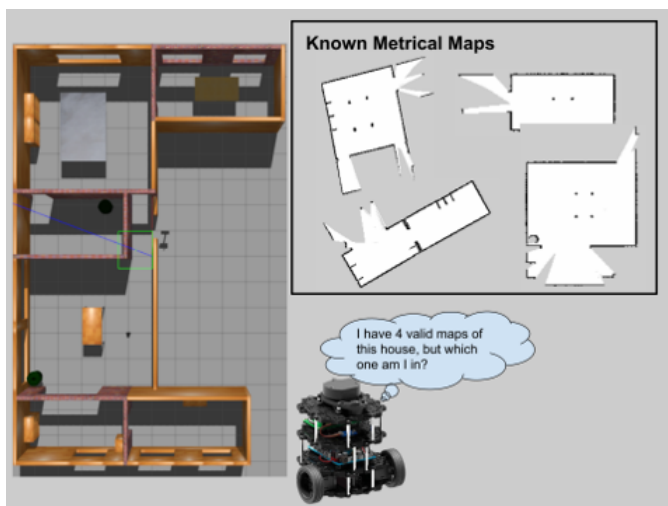 Known Metrical Maps
I have 4 valid maps of
this house, but which
one am I in?